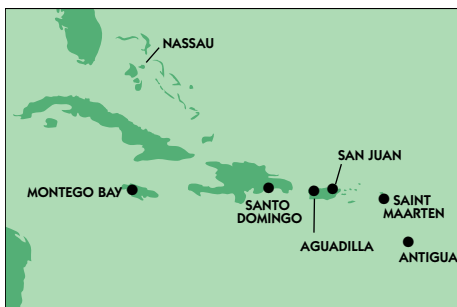 NASSAU
SAN JUAN
MONTEGO BAY
SANTO
DOMINGO
SAINT
MAARTEN
AGUADILLA
ANTIGUA